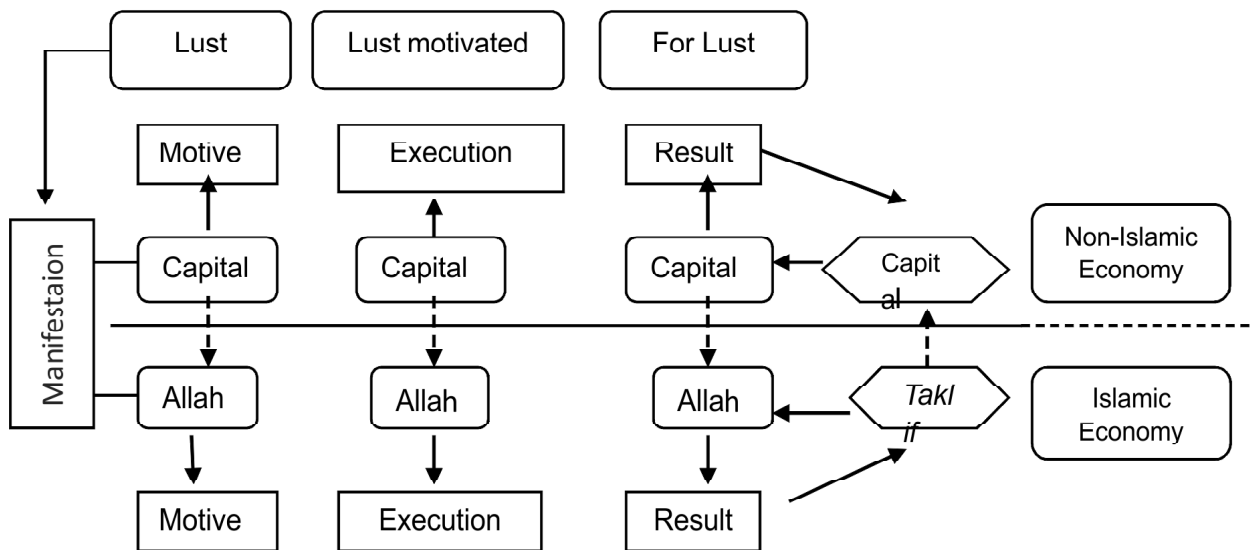 Lust
Lust motivated
For Lust
Motive
Execution
Result
Manifestaion
Capital
Capital
Capital
Capit
al
Non-Islamic
Economy
Allah
Allah
Allah
Takl
if
Islamic
Economy
Motive
Execution
Result